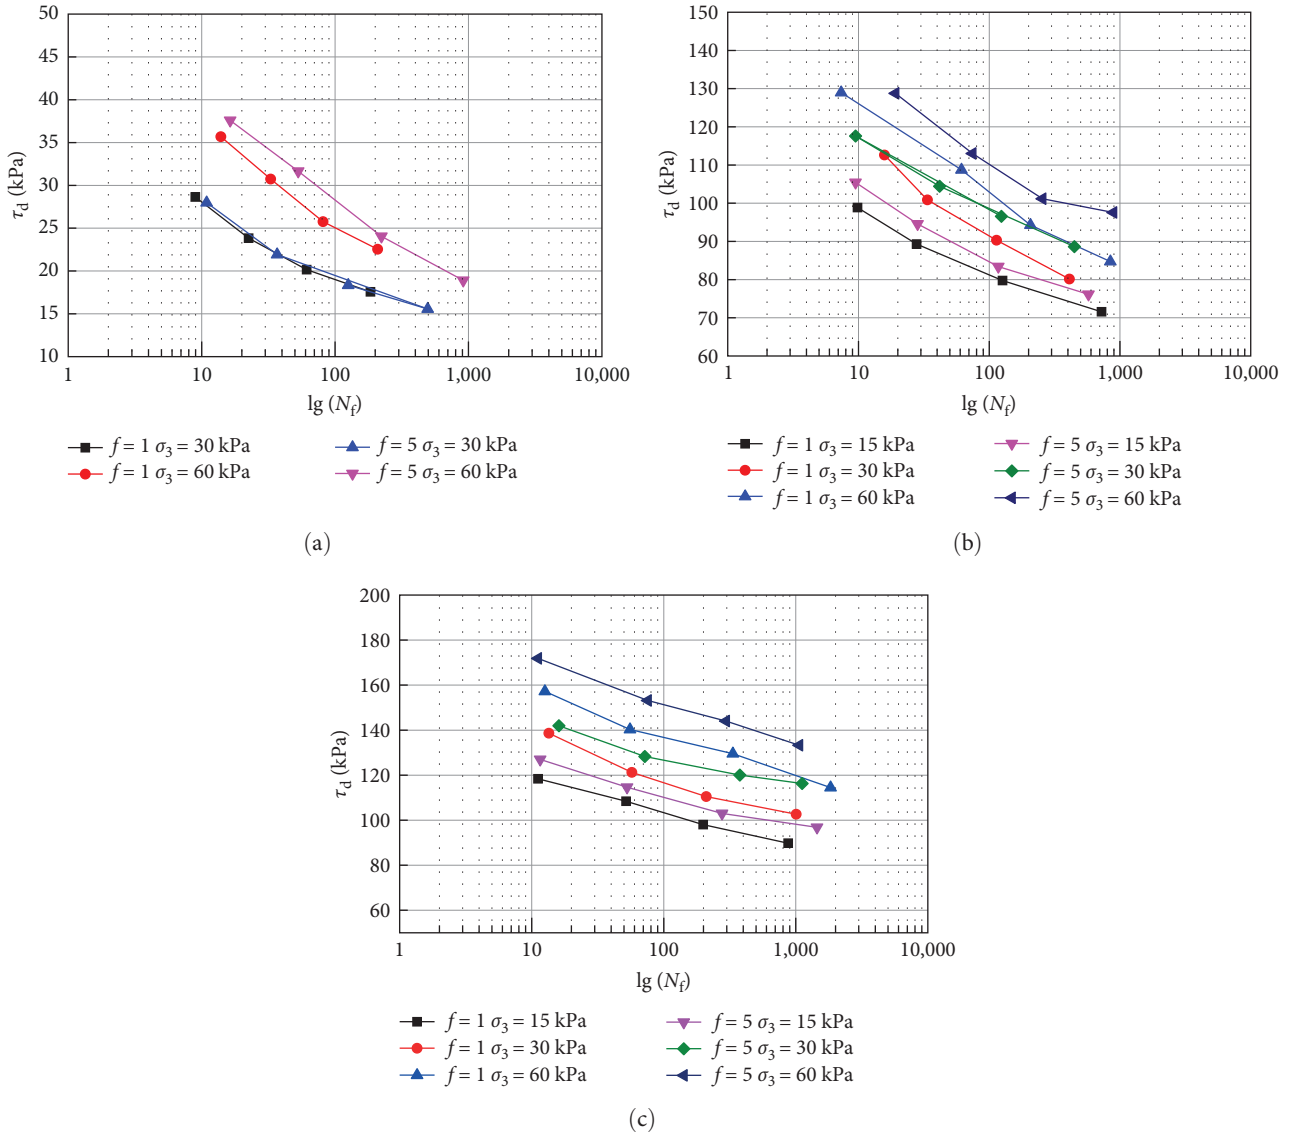 50
45
40
35
30
25
20
15
10
τd (kPa)
1 10 100 1,000 10,000
lg (Nf)
f = 1 σ3 = 30 kPa
f = 1 σ3 = 60 kPa
f = 5 σ3 = 30 kPa
f = 5 σ3 = 60 kPa
(a)
150
140
130
120
110
100
90
80
70
60
τd (kPa)
1 10 100 1,000 10,000
lg (Nf)
f = 1 σ3 = 15 kPa
f = 1 σ3 = 30 kPa
f = 1 σ3 = 60 kPa
f = 5 σ3 = 15 kPa
f = 5 σ3 = 30 kPa
f = 5 σ3 = 60 kPa
(b)
200
180
160
140
120
100
80
60
τd (kPa)
1 10 100 1,000 10,000
lg (Nf)
f = 1 σ3 = 15 kPa
f = 1 σ3 = 30 kPa
f = 1 σ3 = 60 kPa
f = 5 σ3 = 15 kPa
f = 5 σ3 = 30 kPa
f = 5 σ3 = 60 kPa
(c)